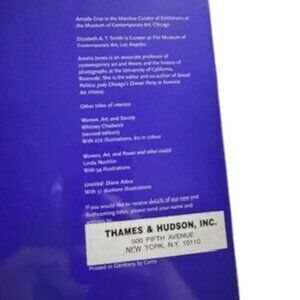 Amada Cruz is the Manilow Curator of Exhibitions at
the Museum of Contemporary Art, Chicago.
Elizabeth A. T. Smith is Curator at The Museum of
Contemporary Art, Los Angeles.
Amelia Jones is an associate professor of
contemporary art and theory and the history of
photography at the University of California,
Riverside. She is the editor and co-author of Sexual
Politics: Judy Chicago's Dinner Party in Feminist
Art History.
Other titles of interest
Women, Art, and Society
Whitney Chadwick
(revised edition)
With 272 illustrations, 60 in colour
Women, Art, and Power and other essays
Linda Nochlin
With 54 illustrations
Untitled: Diane Arbus
With 51 duotone illustrations
If you would like to receive details of our new and
forthcoming titles, please send your name and
THAMES & HUDSON, INC.
500 FIFTH AVENUE
NEW YORK, N.Y. 10110
Printed in Germany by Cantz